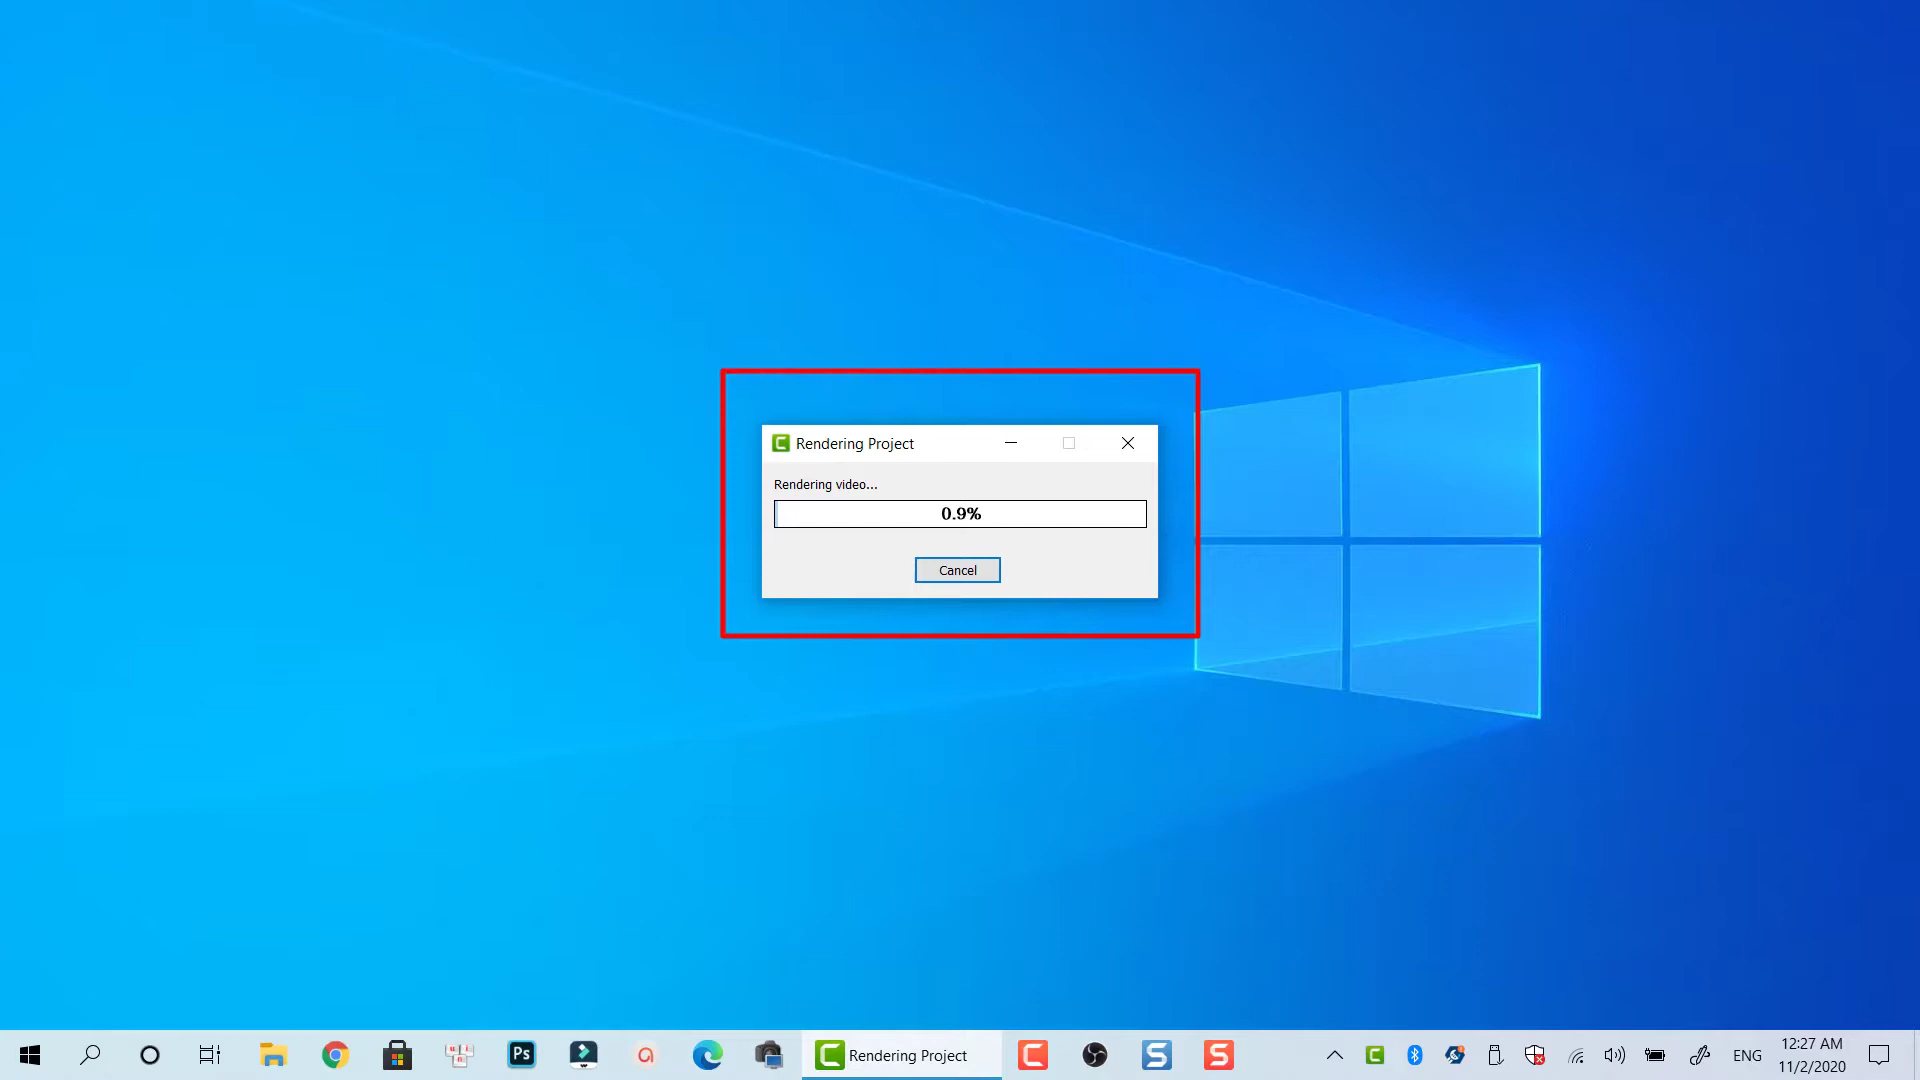 Rendering Project
Rendering video...
0.9%
Cancel
Ps
Rendering Project
ENG
12:27 AM
11/2/2020